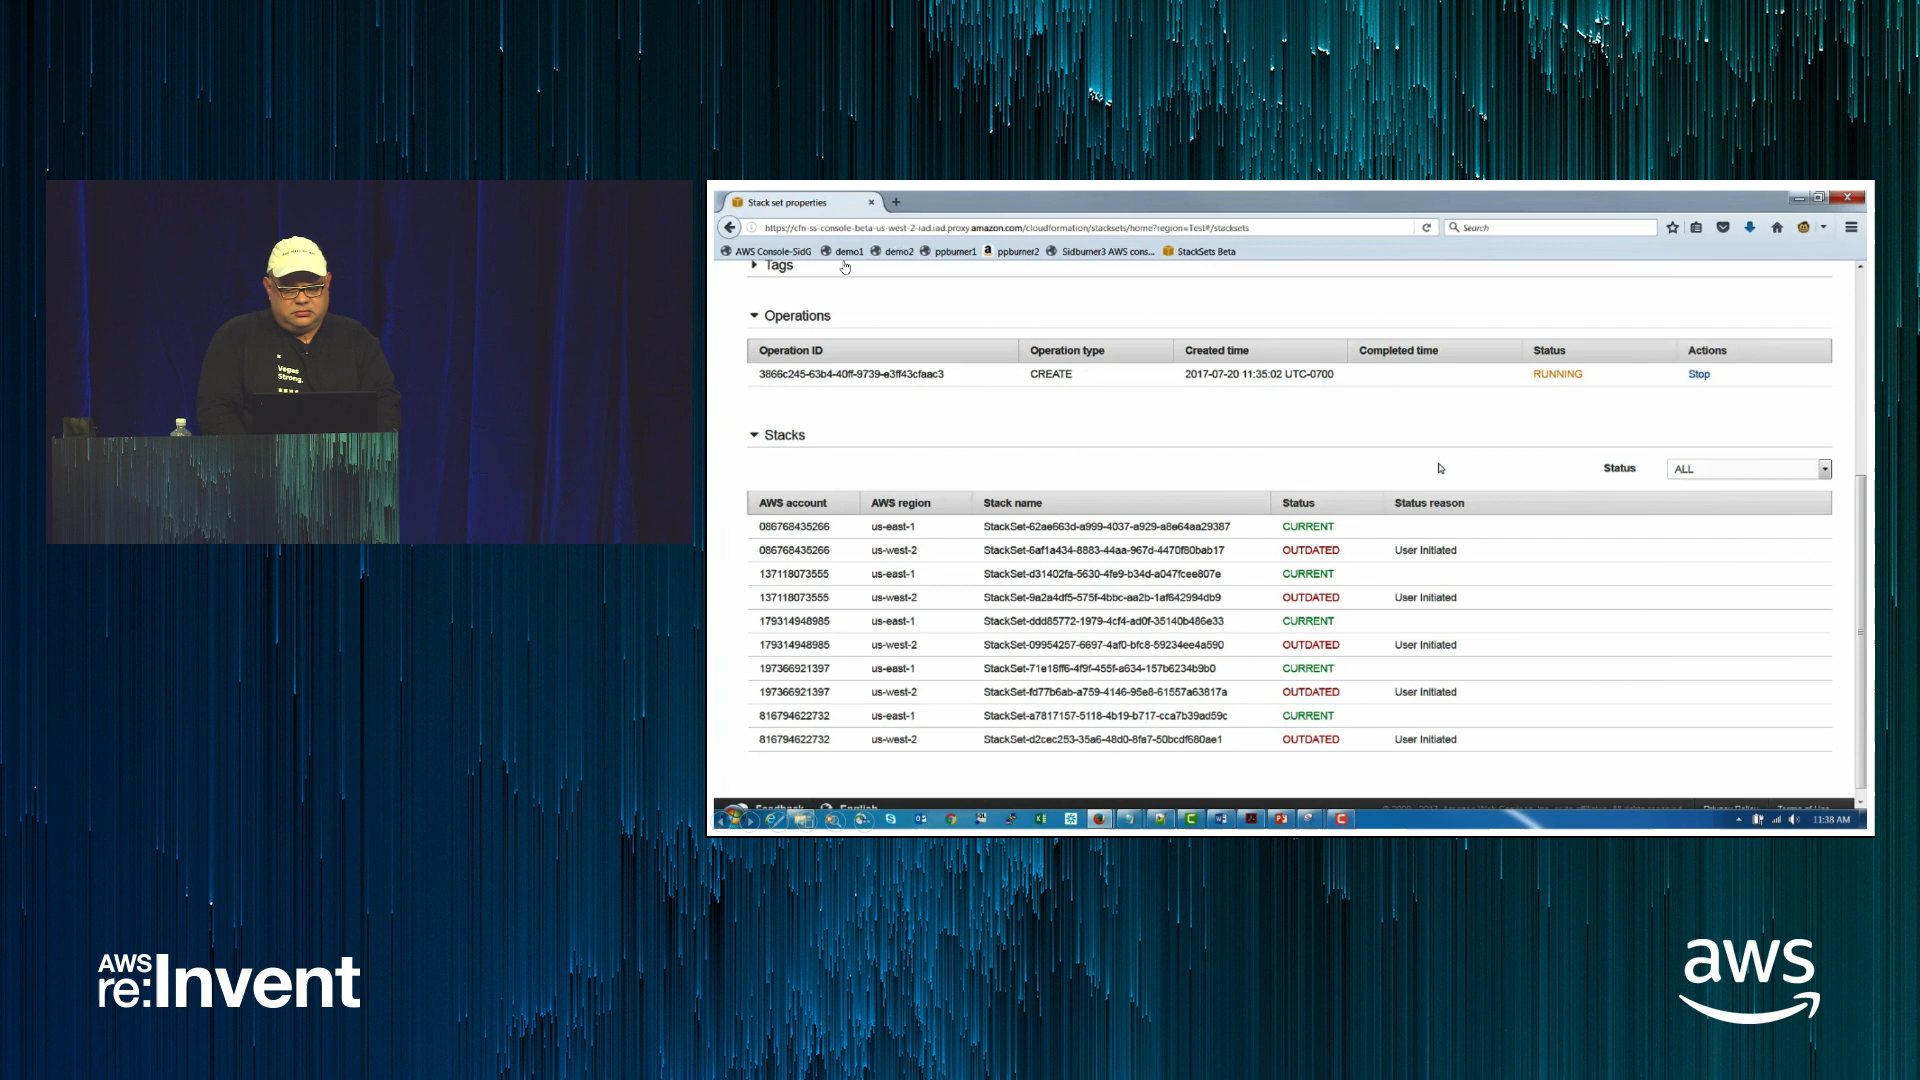 Vegas
Strong.
Stack set properties
https://cfn-ss-console-beta-us-west-2-iad.iad.proxy.amazon.com/cloudformation/stacksets/home?region=Test#/stacksets
Search
AWS Console-SidG demo1 demo2 ppburner1 ppburner2 Sidburner3 AWS cons... StackSets Beta
Tags
Operations
Operation ID Operation type Created time Completed time Status Actions
3866c245-63b4-40ff-9739-e3ff43cfaac3 CREATE 2017-07-20 11:35:02 UTC-0700 RUNNING Stop
Stacks
Status ALL
AWS account AWS region Stack name Status Status reason
086768435266 us-east-1 StackSet-62ae663d-a999-4037-a929-a8e64aa29387 CURRENT
086768435266 us-west-2 StackSet-6af1a434-8883-44aa-967d-4470f80bab17 OUTDATED User Initiated
137118073555 us-east-1 StackSet-d31402fa-5630-4fe9-b34d-a047fcee807e CURRENT
137118073555 us-west-2 StackSet-9a2a4df5-575f-4bbc-aa2b-1af642994db9 OUTDATED User Initiated
179314948985 us-east-1 StackSet-ddd85772-1979-4cf4-ad0f-35140b486e33 CURRENT
179314948985 us-west-2 StackSet-09954257-6697-4af0-bfc8-59234ee4a590 OUTDATED User Initiated
197366921397 us-east-1 StackSet-71e18ff6-4f9f-455f-a634-157b6234b9b0 CURRENT
197366921397 us-west-2 StackSet-fd77b6ab-a759-4146-95e8-61557a63817a OUTDATED User Initiated
816794622732 us-east-1 StackSet-a7817157-5118-4b19-b717-cca7b39ad59c CURRENT
816794622732 us-west-2 StackSet-d2cec253-35a6-48d0-8fa7-50bcdf680ae1 OUTDATED User Initiated
Feedback English Privacy Policy Terms of Use
11:38 AM
AWS
re:Invent
aws